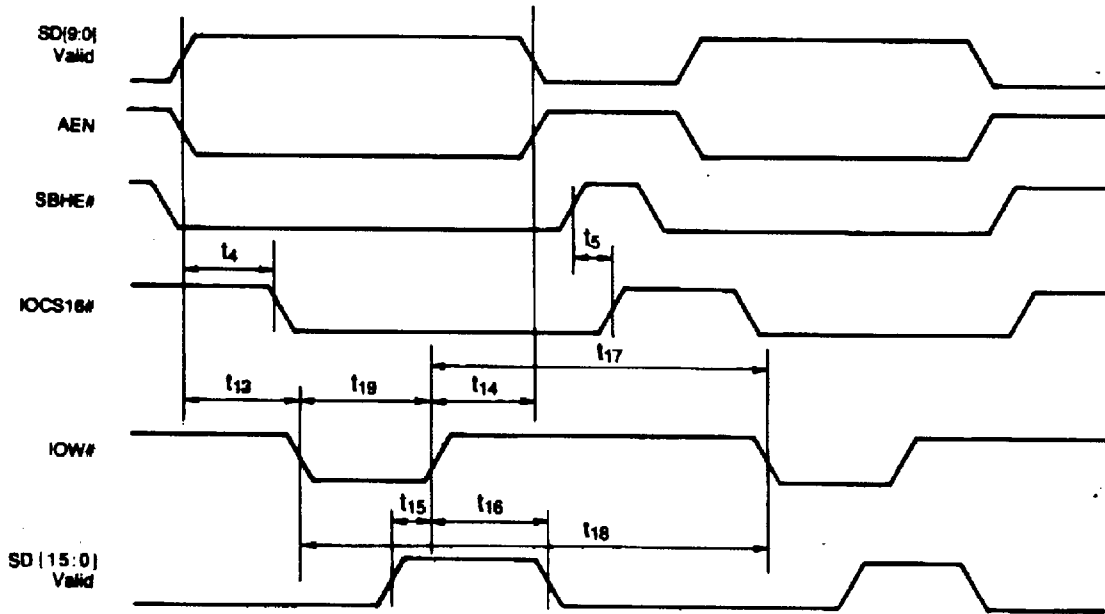 SD[9:0]
Valid
AEN
SBHE#
t4
t5
IOCS16#
t17
t13 t19 t14
IOW#
t15 t16
t18
SD [15:0]
Valid